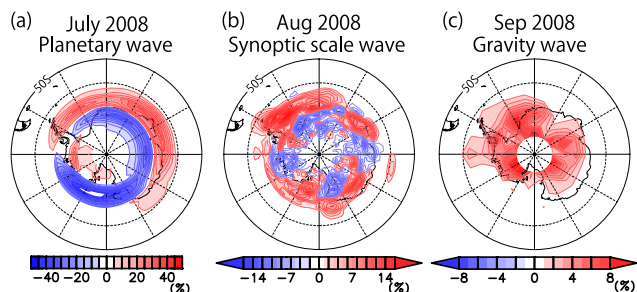 (a) July 2008
Planetary wave
(b) Aug 2008
Synoptic scale wave
(c) Sep 2008
Gravity wave
50S
50S
50S
-40 -20 0 20 40
(%)
-14 -7 0 7 14
(%)
-8 -4 0 4 8
(%)